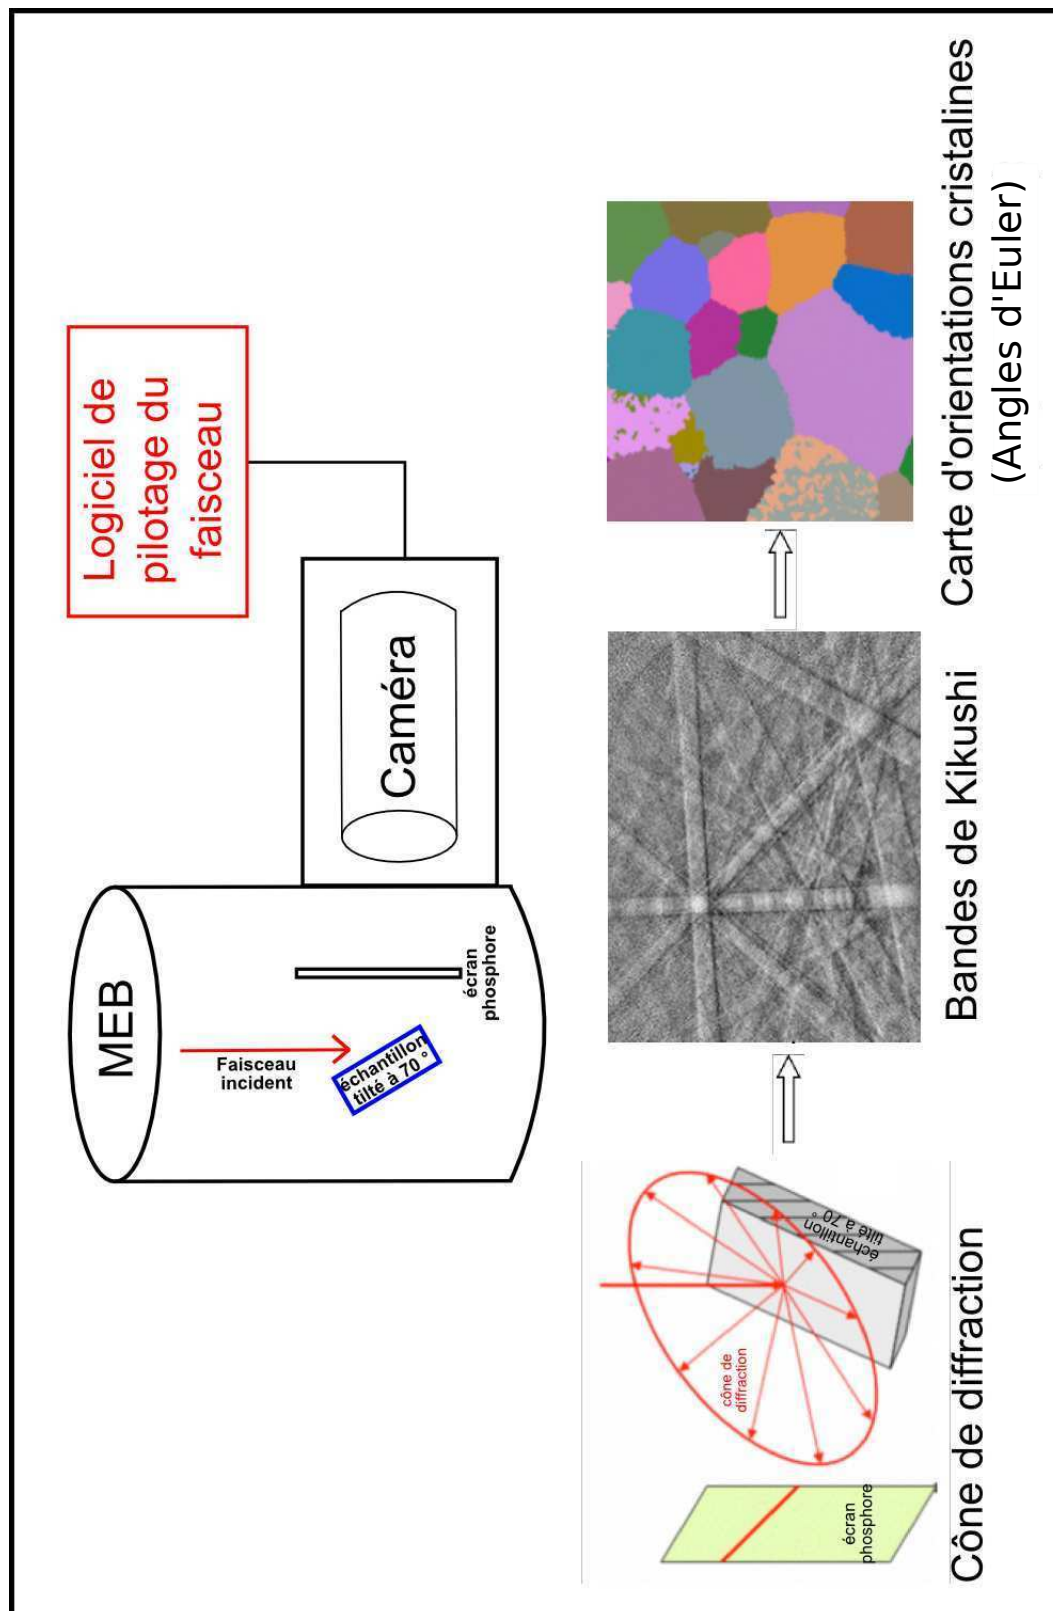 MEB
Faisceau
incident
échantillon
tilté à 70 °
écran
phosphore
Caméra
Logiciel de
pilotage du
faisceau
écran
phosphore
cône de
diffraction
échantillon
tilté à 70 °
Cône de diffraction
Bandes de Kikushi
Carte d'orientations cristalines
(Angles d'Euler)